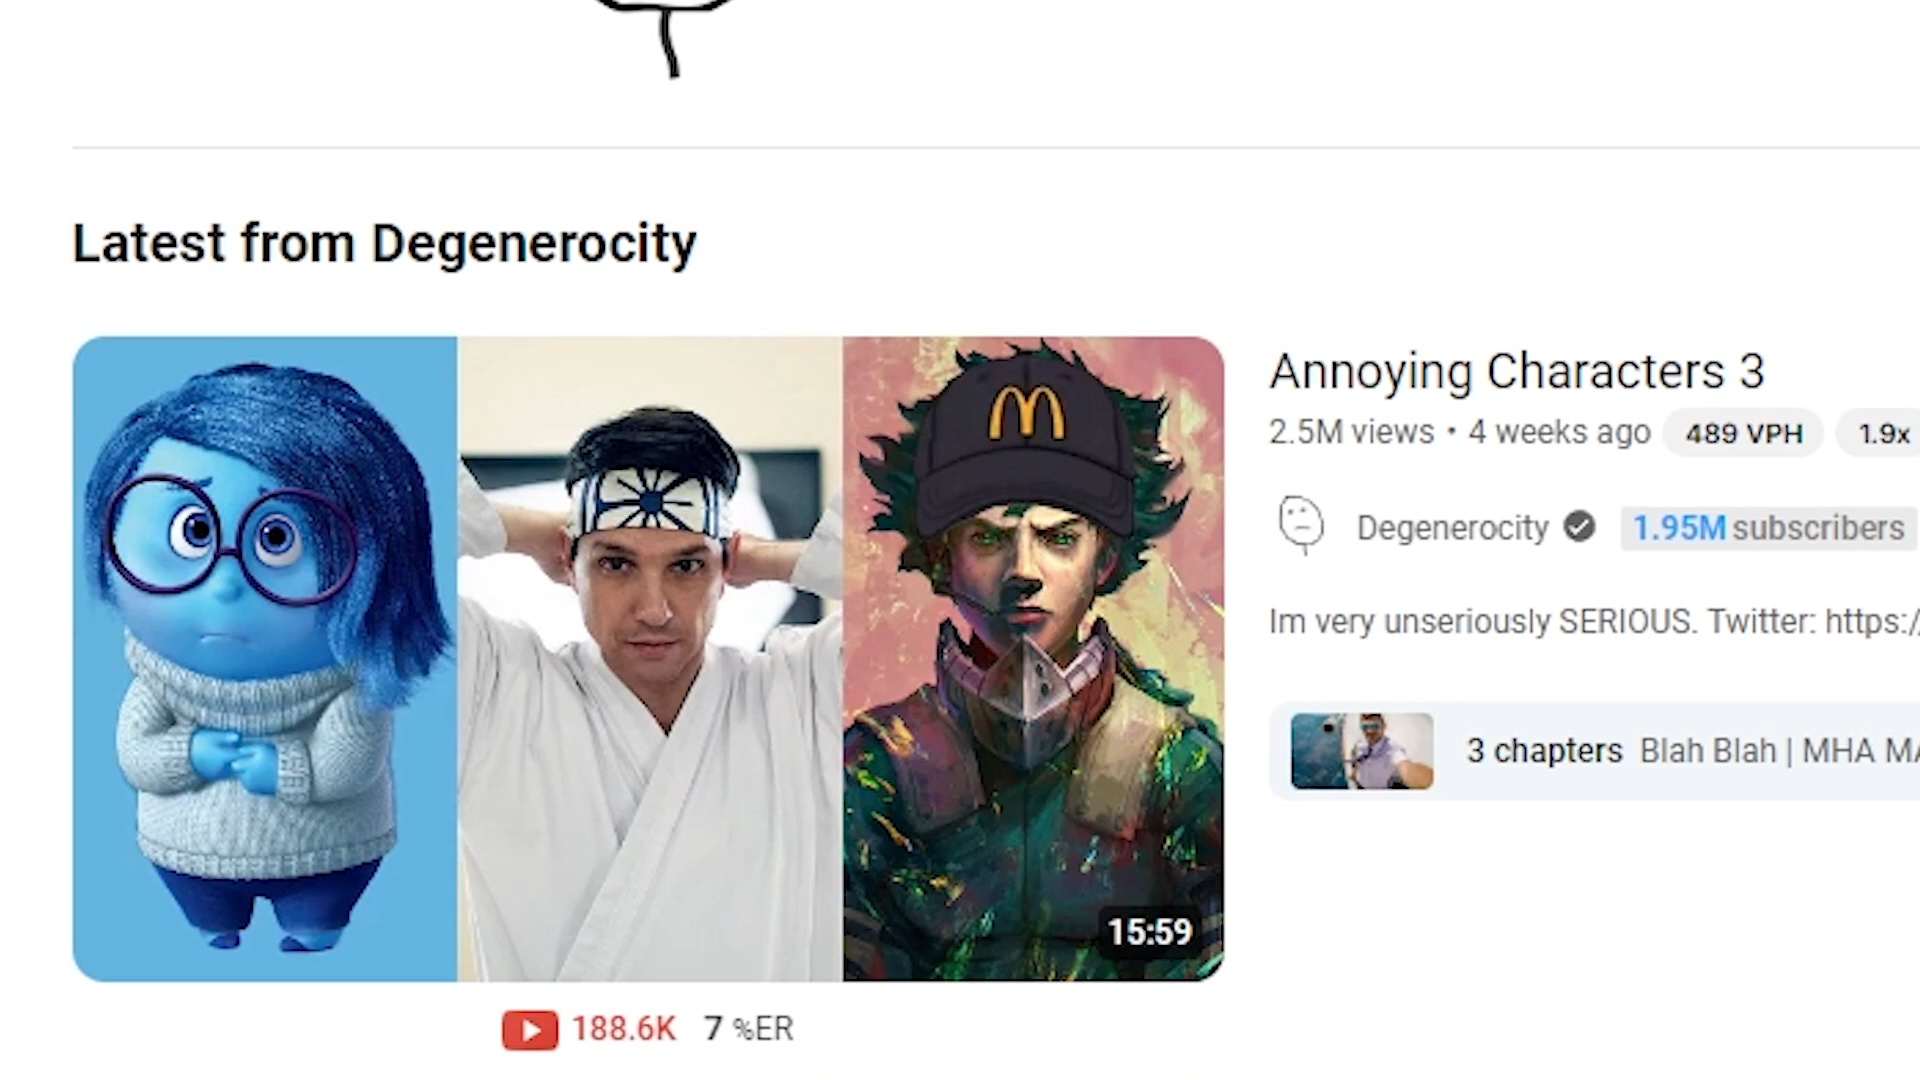 Latest from Degenerocity
Annoying Characters 3
2.5M views • 4 weeks ago 489 VPH 1.9x
Degenerocity 1.95M subscribers
Im very unseriously SERIOUS. Twitter: https:/
3 chapters Blah Blah | MHA MA
15:59
188.6K 7 %ER